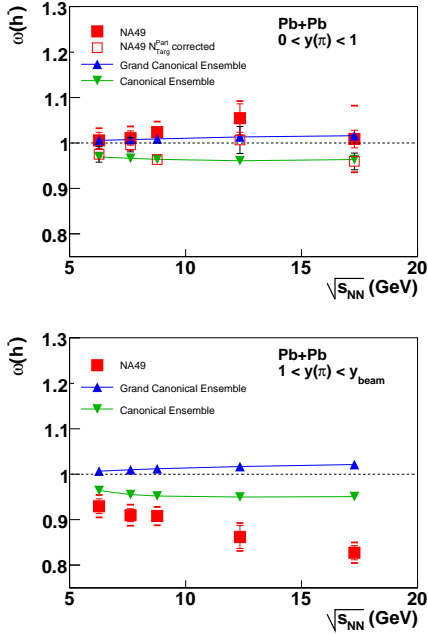 ω(h⁻)
1.3
1.2
1.1
1
0.9
0.8
NA49
NA49 N^Part_Targ corrected
Grand Canonical Ensemble
Canonical Ensemble
Pb+Pb
0 < y(π) < 1
5 10 15 20
√s_NN (GeV)
ω(h⁻)
1.3
1.2
1.1
1
0.9
0.8
NA49
Grand Canonical Ensemble
Canonical Ensemble
Pb+Pb
1 < y(π) < y_beam
5 10 15 20
√s_NN (GeV)